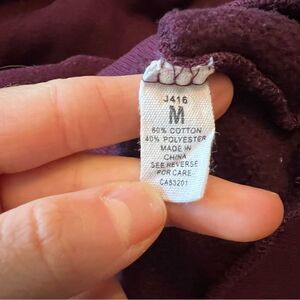 J416
M
60% COTTON
40% POLYESTER
MADE IN
CHINA
SEE REVERSE
FOR CARE
CA53201